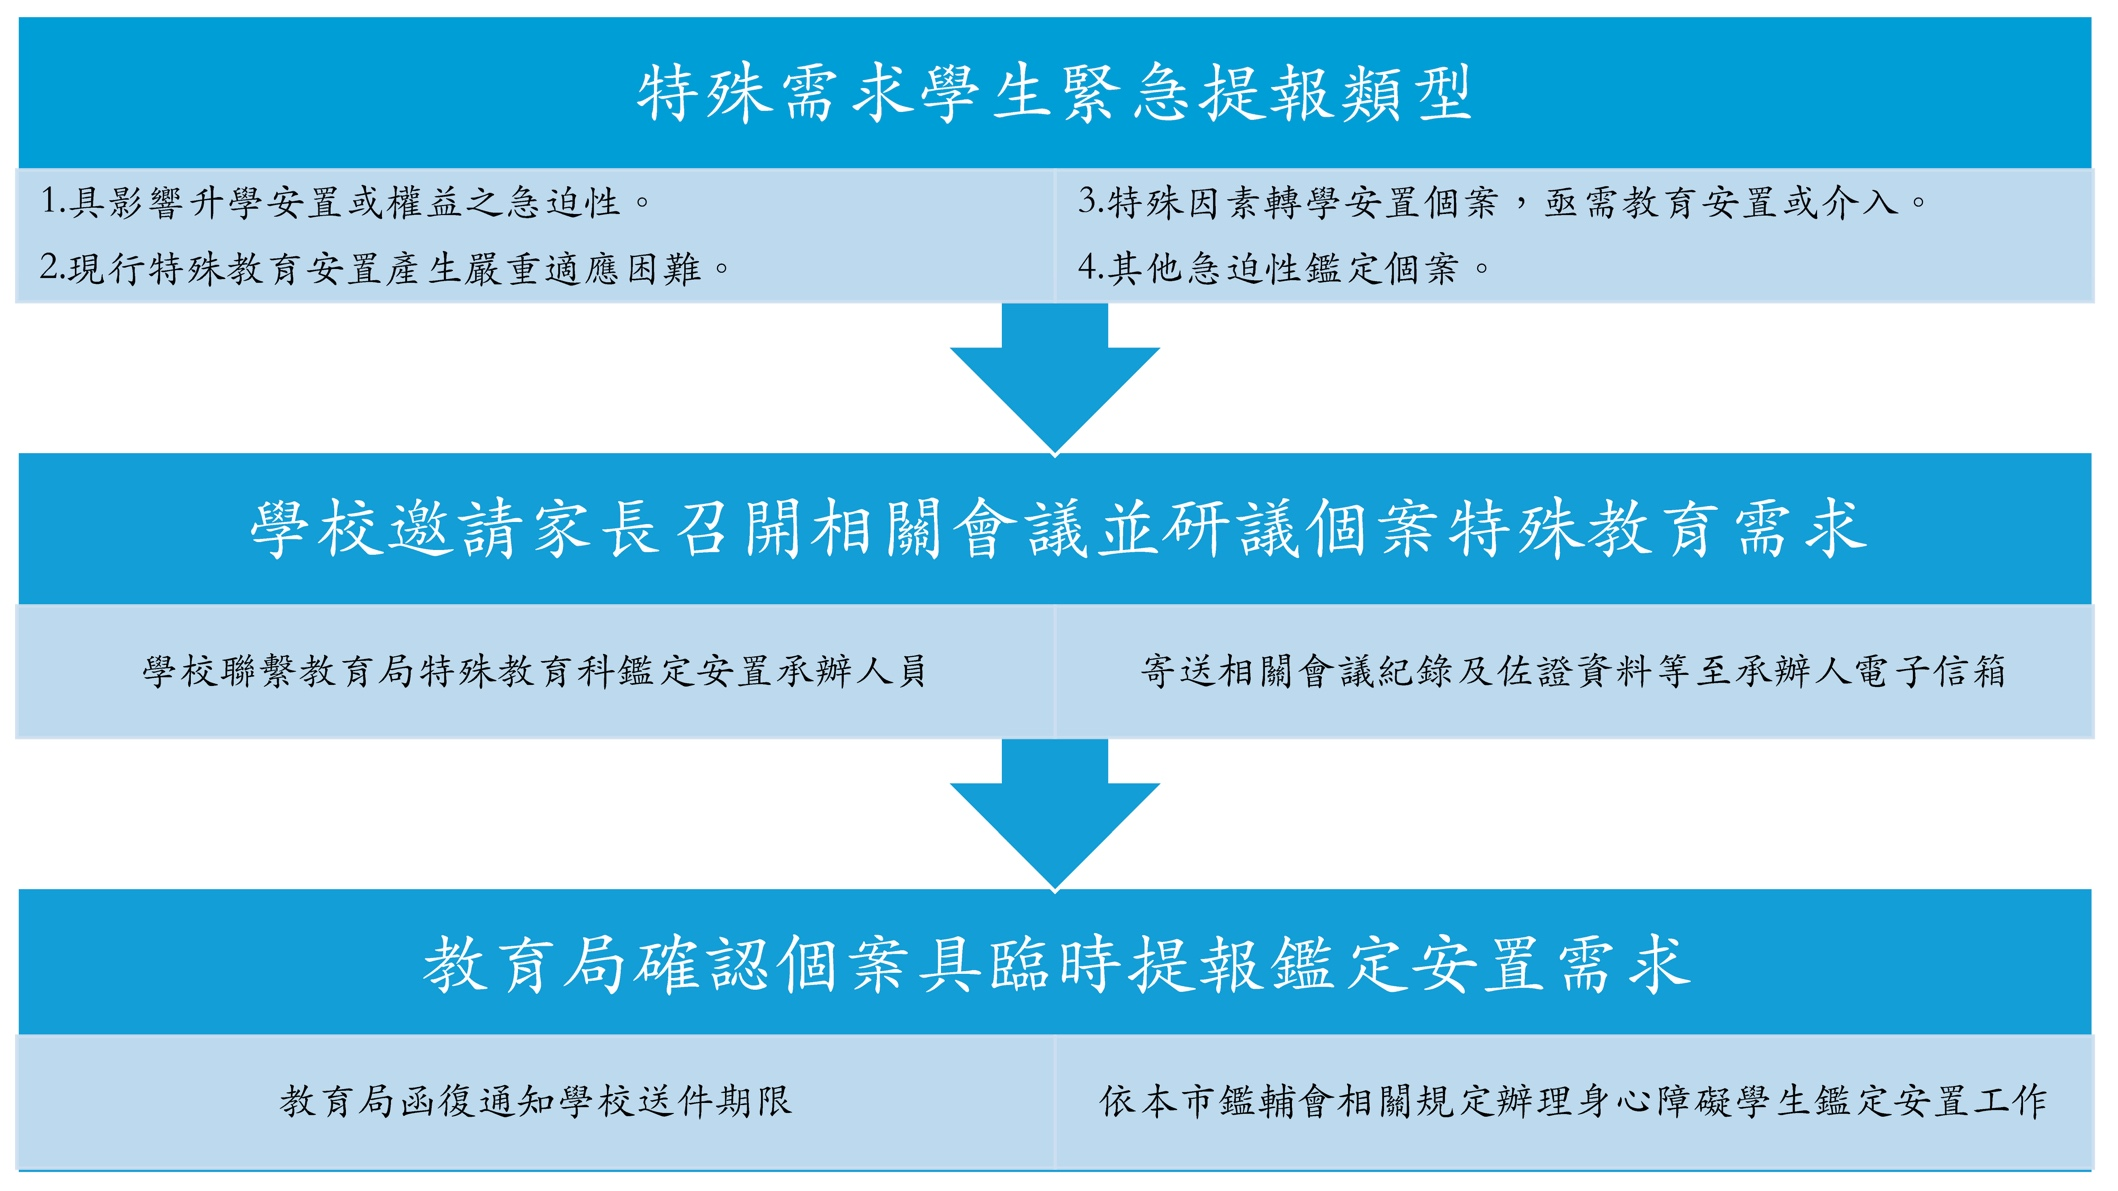 特殊需求學生緊急提報類型
1.具影響升學安置或權益之急迫性。
2.現行特殊教育安置產生嚴重適應困難。
3.特殊因素轉學安置個案，亟需教育安置或介入。
4.其他急迫性鑑定個案。
學校邀請家長召開相關會議並研議個案特殊教育需求
學校聯繫教育局特殊教育科鑑定安置承辦人員
寄送相關會議紀錄及佐證資料等至承辦人電子信箱
教育局確認個案具臨時提報鑑定安置需求
教育局函復通知學校送件期限
依本市鑑輔會相關規定辦理身心障礙學生鑑定安置工作